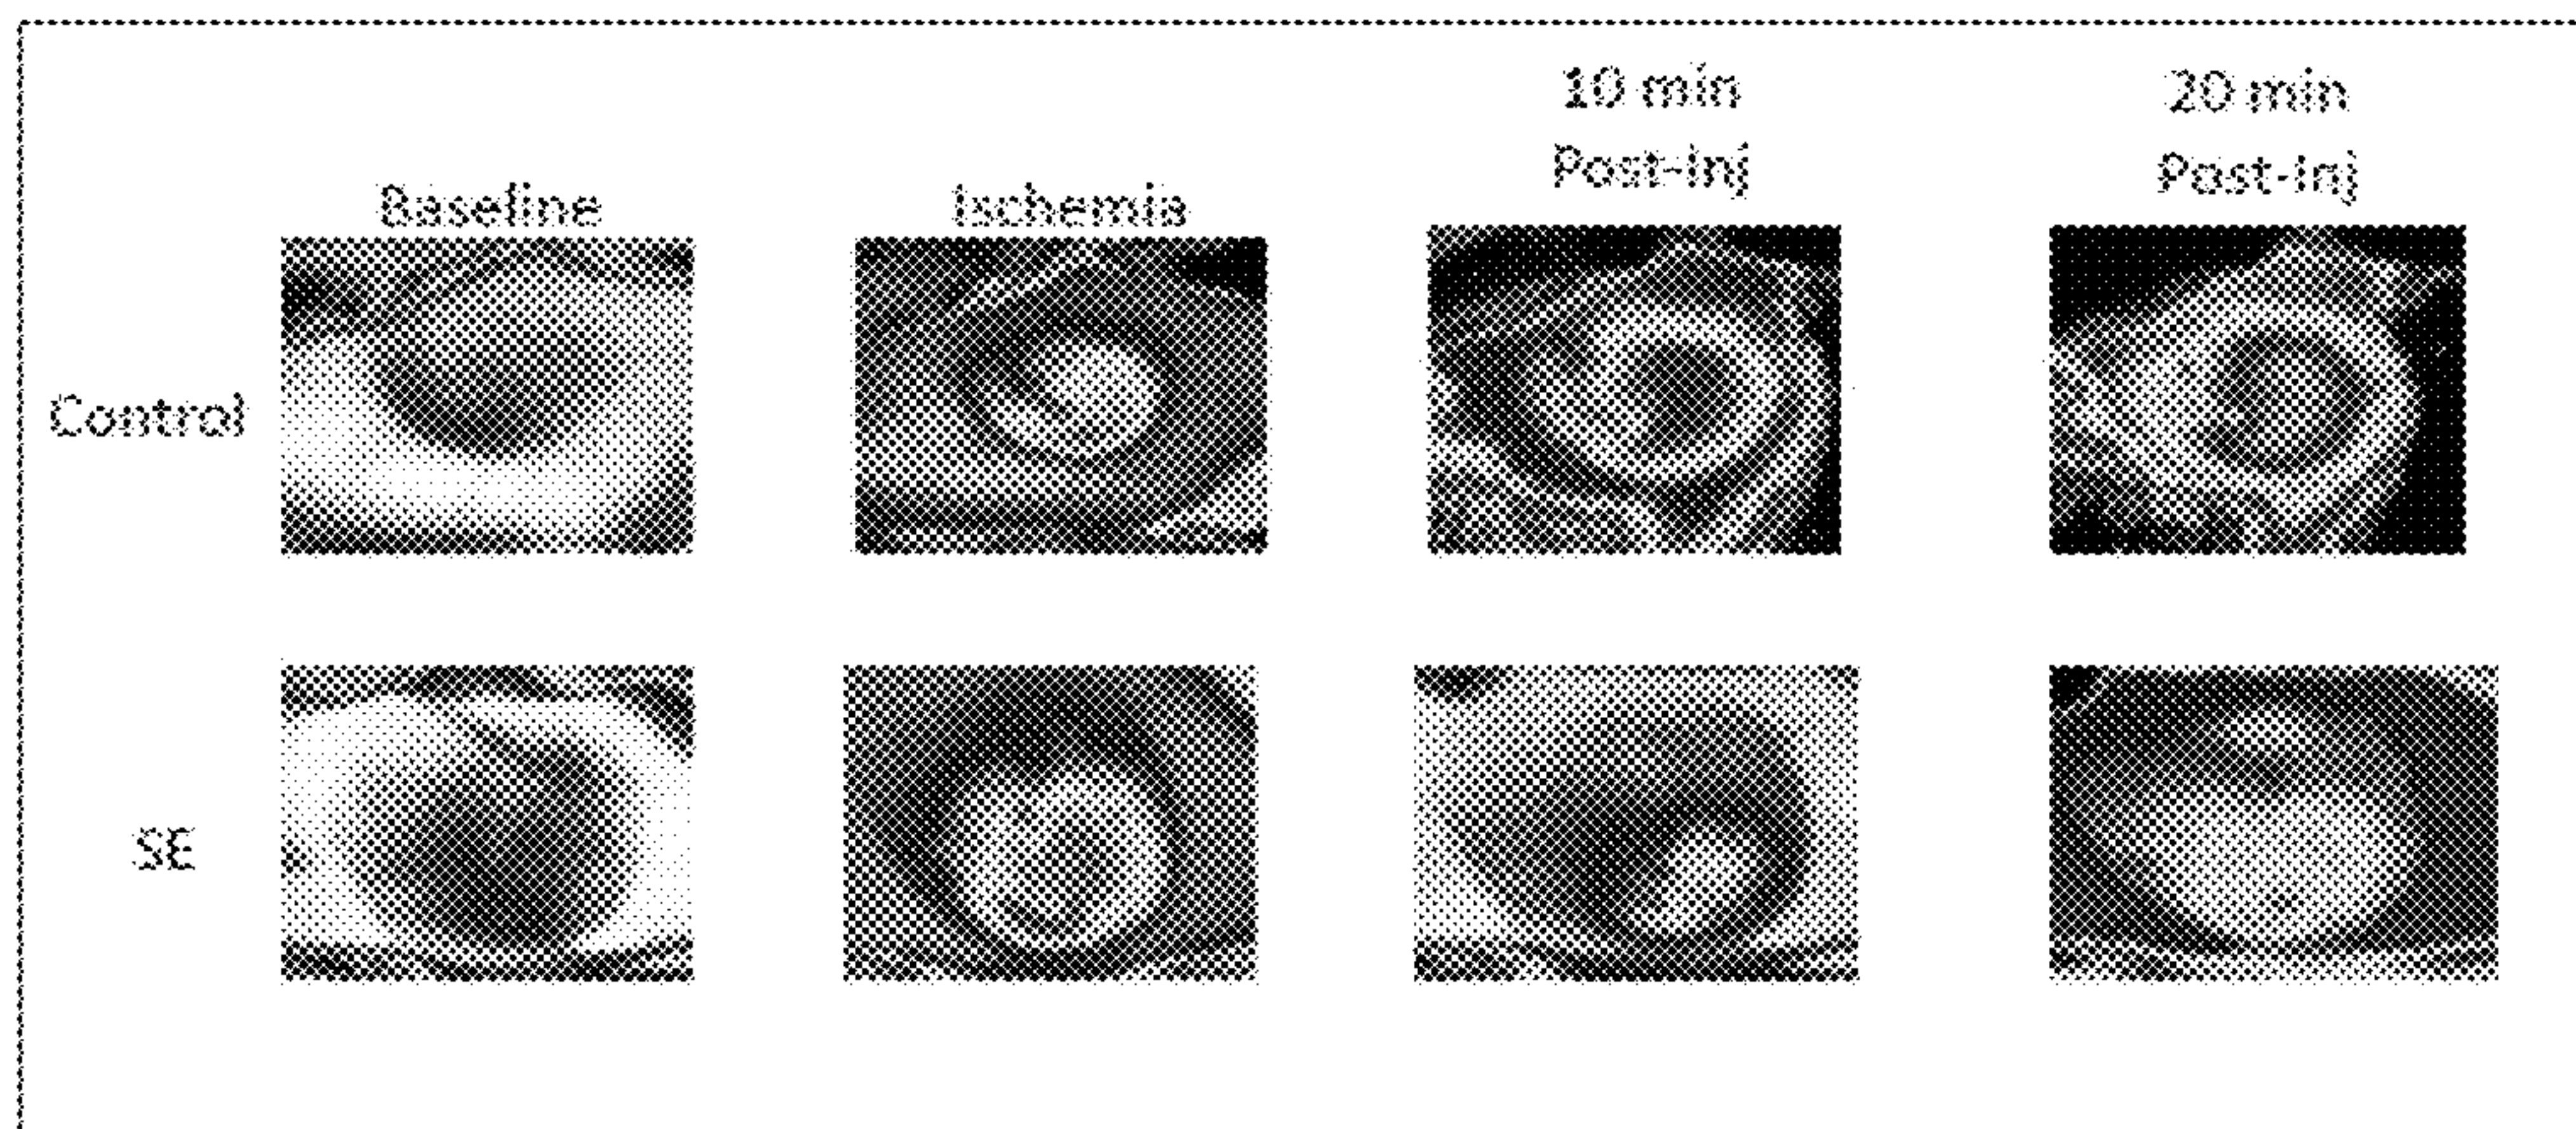 10 min
20 min
Post-inj
Post-inj
Baseline
Ischemia
Control
SE